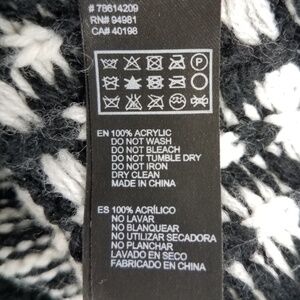 # 78614209
RN# 94981
CA# 40198
P
EN 100% ACRYLIC
DO NOT WASH
DO NOT BLEACH
DO NOT TUMBLE DRY
DO NOT IRON
DRY CLEAN
MADE IN CHINA
ES 100% ACRÍLICO
NO LAVAR
NO BLANQUEAR
NO UTILIZAR SECADORA
NO PLANCHAR
LAVADO EN SECO
FABRICADO EN CHINA